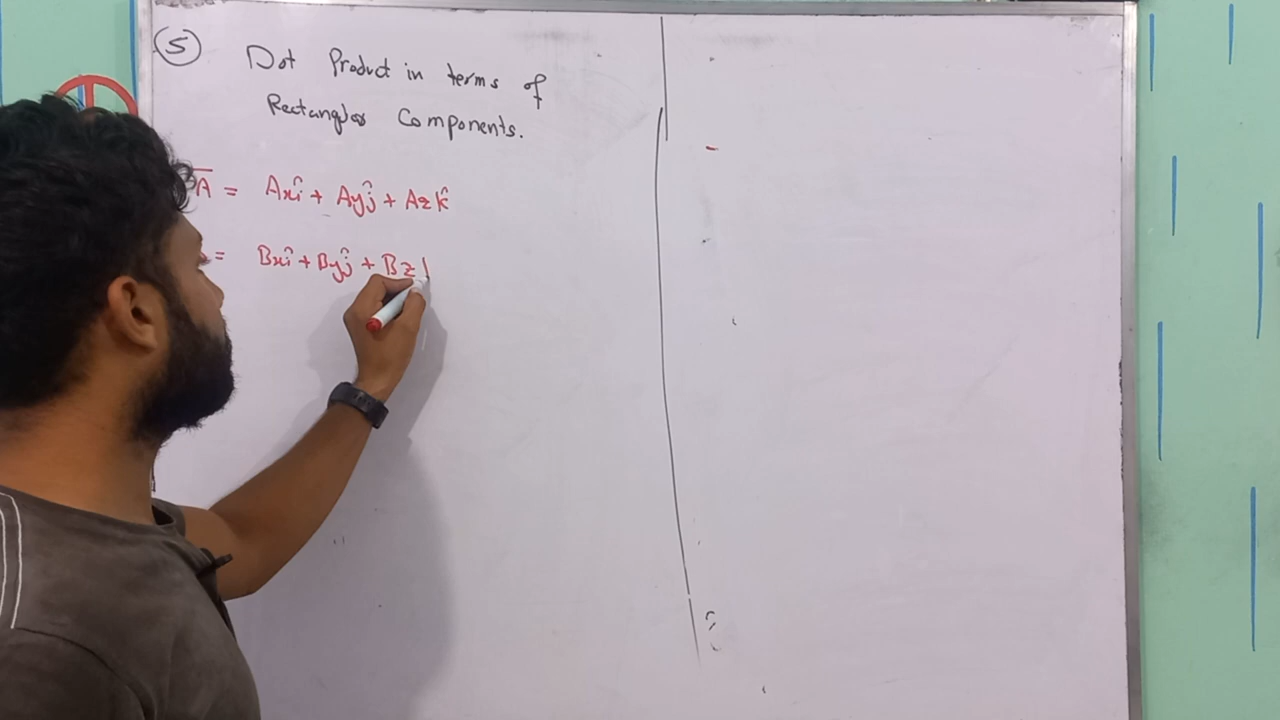 5 Dot Product in terms of
Rectangular Components.
A̅ = Axî + Ayĵ + Azk̂
= Bxî + Byĵ + Bz